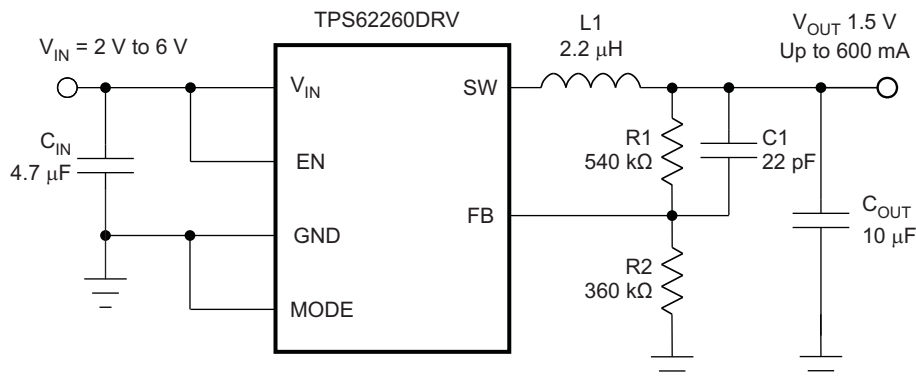 TPS62260DRV
V_IN = 2 V to 6 V
C_IN
4.7 μF
V_IN
EN
GND
MODE
SW
FB
L1
2.2 μH
R1
540 kΩ
C1
22 pF
R2
360 kΩ
V_OUT 1.5 V
Up to 600 mA
C_OUT
10 μF